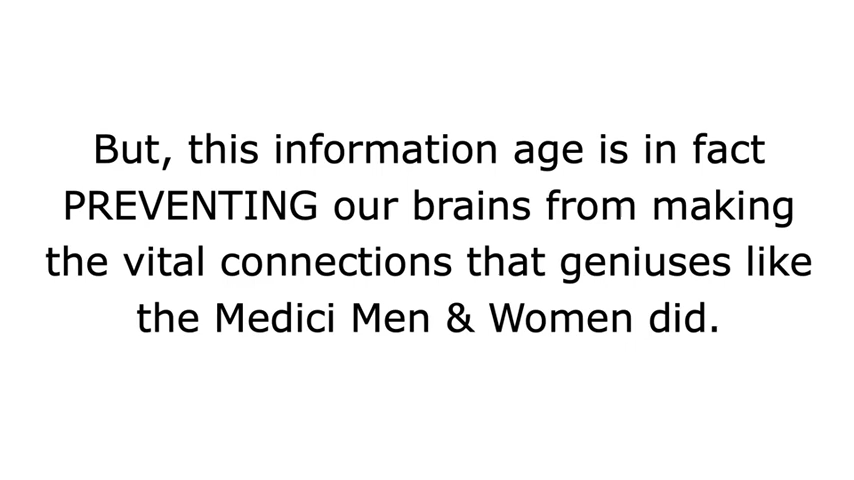 But, this information age is in fact
PREVENTING our brains from making
the vital connections that geniuses like
the Medici Men & Women did.